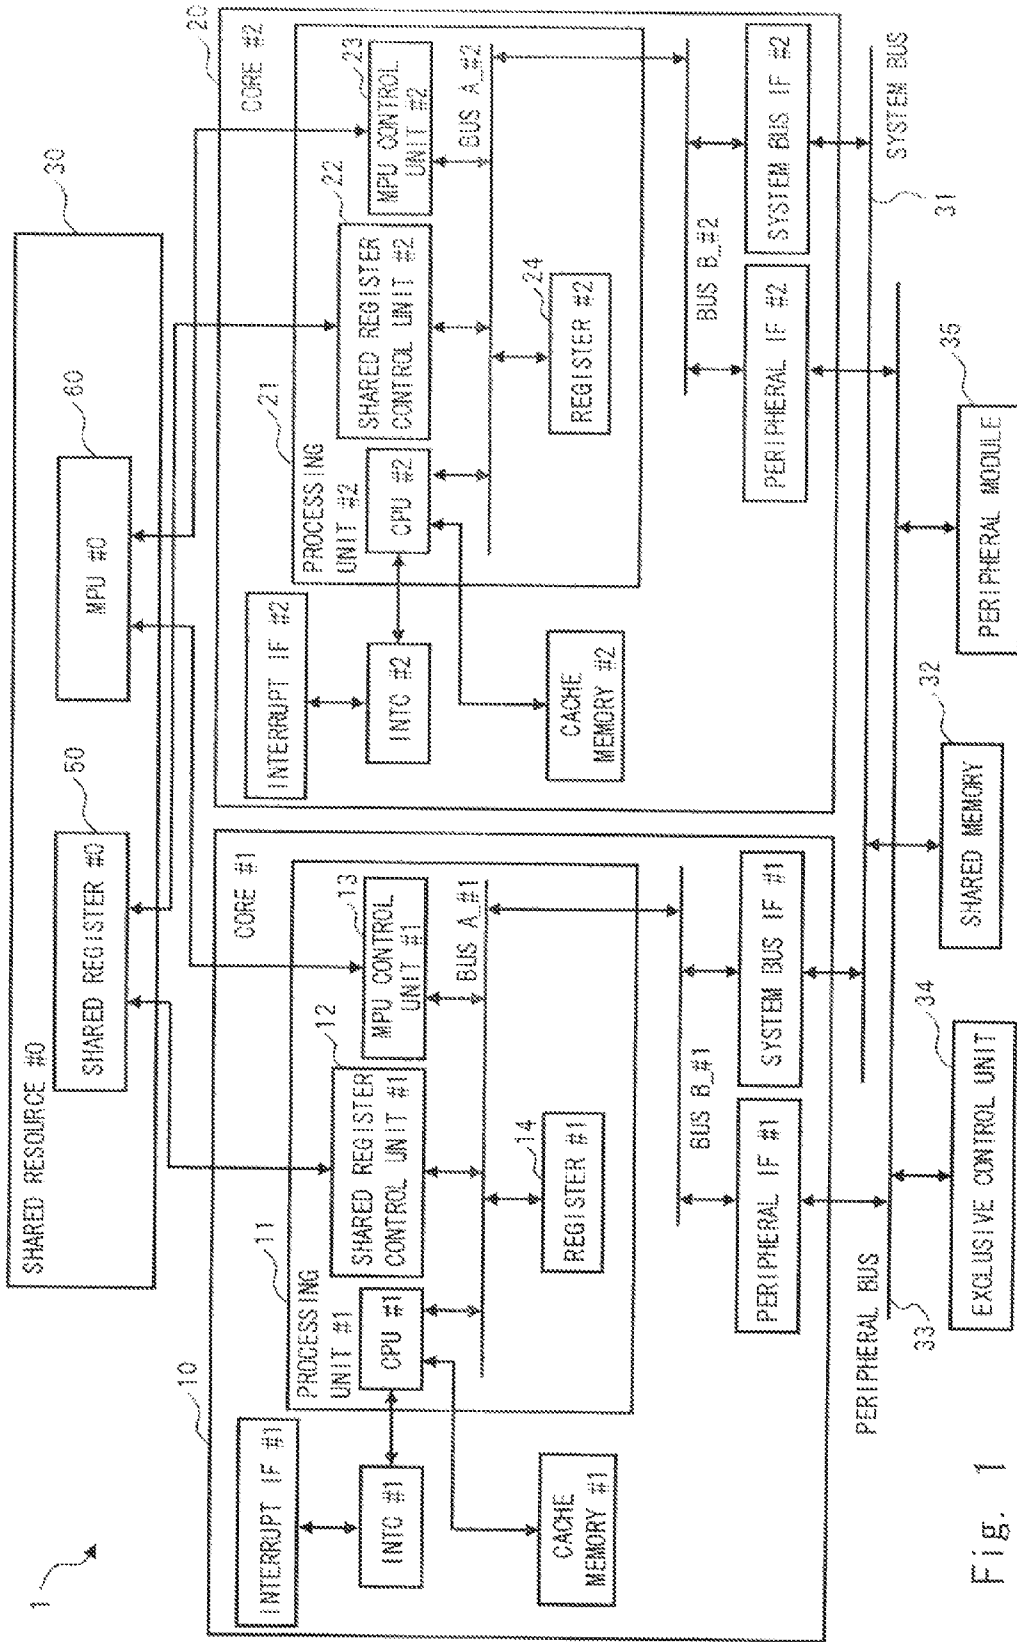 1
30
SHARED RESOURCE #0
50
60
SHARED REGISTER #0
MPU #0
10
20
CORE #1
CORE #2
INTERRUPT IF #1
11
PROCESSING
UNIT #1
12
13
INTC #1
CPU #1
SHARED REGISTER
CONTROL UNIT #1
MPU CONTROL
UNIT #1
BUS A_#1
14
REGISTER #1
CACHE
MEMORY #1
BUS B_#1
PERIPHERAL IF #1
SYSTEM BUS IF #1
INTERRUPT IF #2
21
PROCESSING
UNIT #2
22
23
INTC #2
CPU #2
SHARED REGISTER
CONTROL UNIT #2
MPU CONTROL
UNIT #2
BUS A_#2
24
REGISTER #2
CACHE
MEMORY #2
BUS B_#2
PERIPHERAL IF #2
SYSTEM BUS IF #2
PERIPHERAL BUS
SYSTEM BUS
33
31
34
32
35
EXCLUSIVE CONTROL UNIT
SHARED MEMORY
PERIPHERAL MODULE
Fig. 1